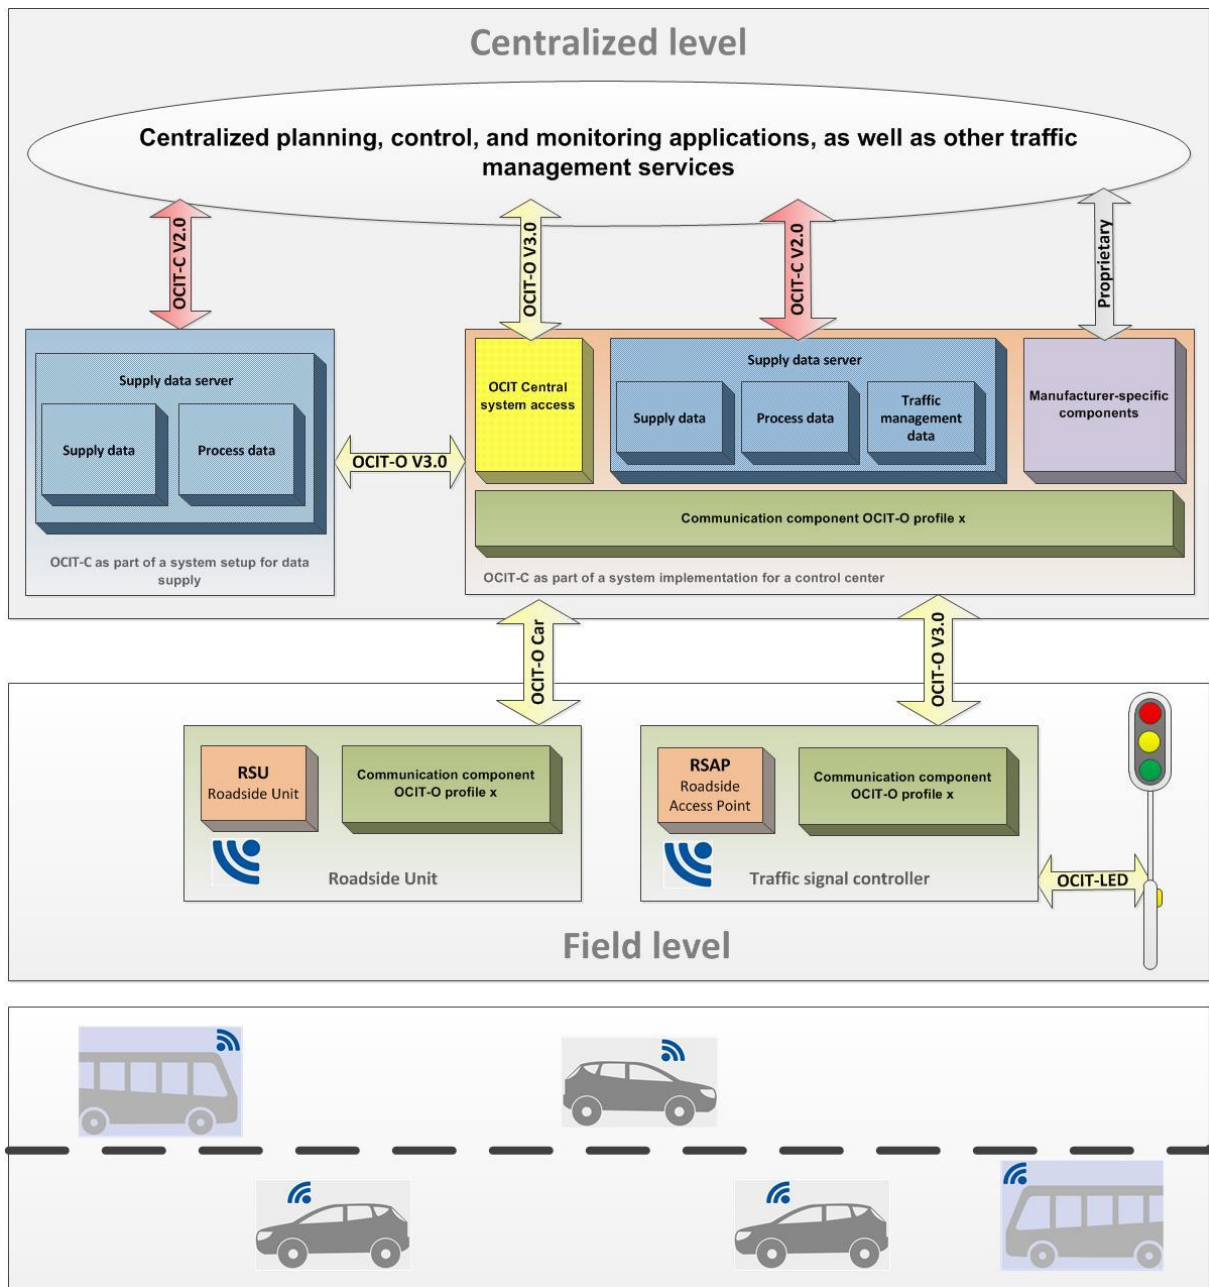 Centralized level
Centralized planning, control, and monitoring applications, as well as other traffic
management services
OCIT-C V2.0
OCIT-O V3.0
OCIT-C V2.0
Proprietary
Supply data server
Supply data
Process data
OCIT-C as part of a system setup for data
supply
OCIT-O V3.0
OCIT Central
system access
Supply data server
Supply data
Process data
Traffic
management
data
Manufacturer-specific
components
Communication component OCIT-O profile x
OCIT-C as part of a system implementation for a control center
OCIT-O Car
OCIT-O V3.0
RSU
Roadside Unit
Communication component
OCIT-O profile x
Roadside Unit
RSAP
Roadside
Access Point
Communication component
OCIT-O profile x
Traffic signal controller
OCIT-LED
Field level